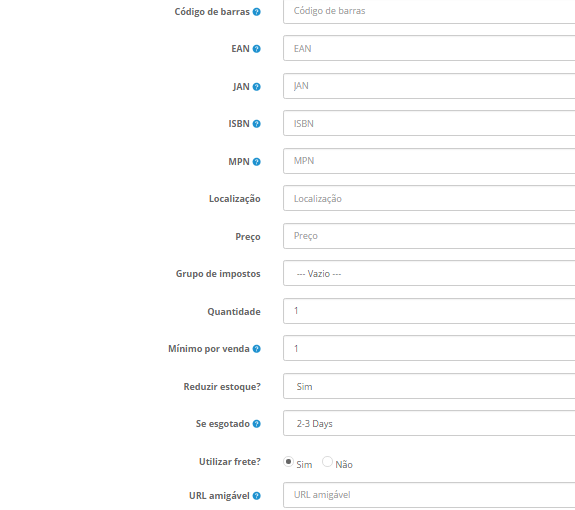 Código de barras ? Código de barras
EAN ? EAN
JAN ? JAN
ISBN ? ISBN
MPN ? MPN
Localização Localização
Preço Preço
Grupo de impostos --- Vazio ---
Quantidade 1
Mínimo por venda ? 1
Reduzir estoque? Sim
Se esgotado ? 2-3 Days
Utilizar frete? Sim Não
URL amigável ? URL amigável